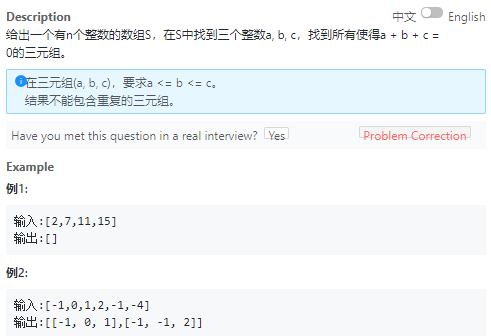 Description 中文 English
给出一个有n个整数的数组S，在S中找到三个整数a, b, c，找到所有使得a + b + c =
0的三元组。
在三元组(a, b, c)，要求a <= b <= c。
结果不能包含重复的三元组。
Have you met this question in a real interview? Yes Problem Correction
Example
例1:
输入:[2,7,11,15]
输出:[]
例2:
输入:[-1,0,1,2,-1,-4]
输出:[[-1, 0, 1],[-1, -1, 2]]